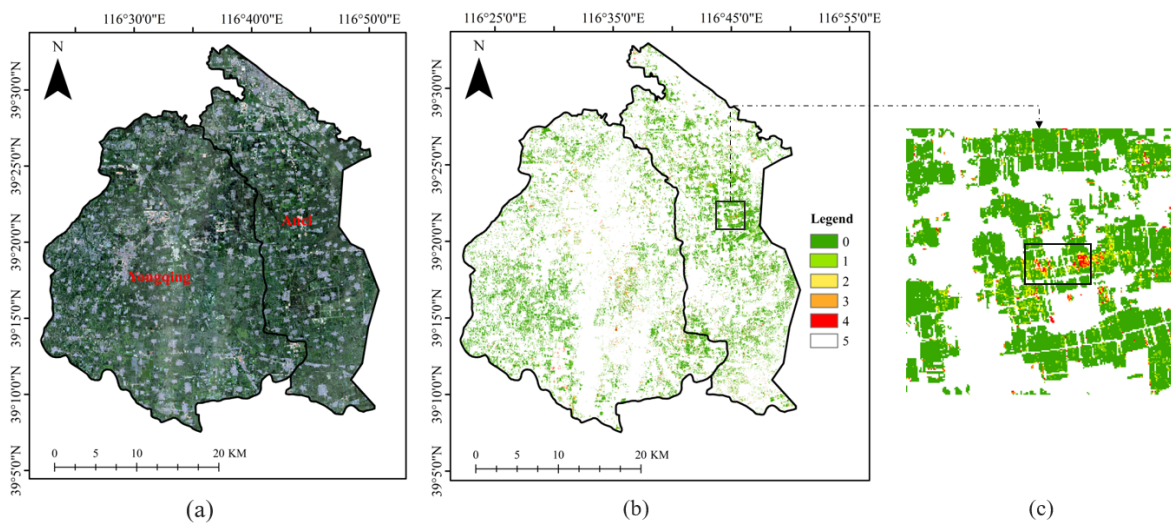 116°30'0"E 116°40'0"E 116°50'0"E
116°25'0"E 116°35'0"E 116°45'0"E 116°55'0"E
N
39°30'0"N
39°25'0"N
39°20'0"N
39°15'0"N
39°10'0"N
39°5'0"N
Anci
Yongqing
0 5 10 20 KM
(a)
N
39°30'0"N
39°25'0"N
39°20'0"N
39°15'0"N
39°10'0"N
39°5'0"N
Legend
0
1
2
3
4
5
0 5 10 20 KM
(b)
(c)